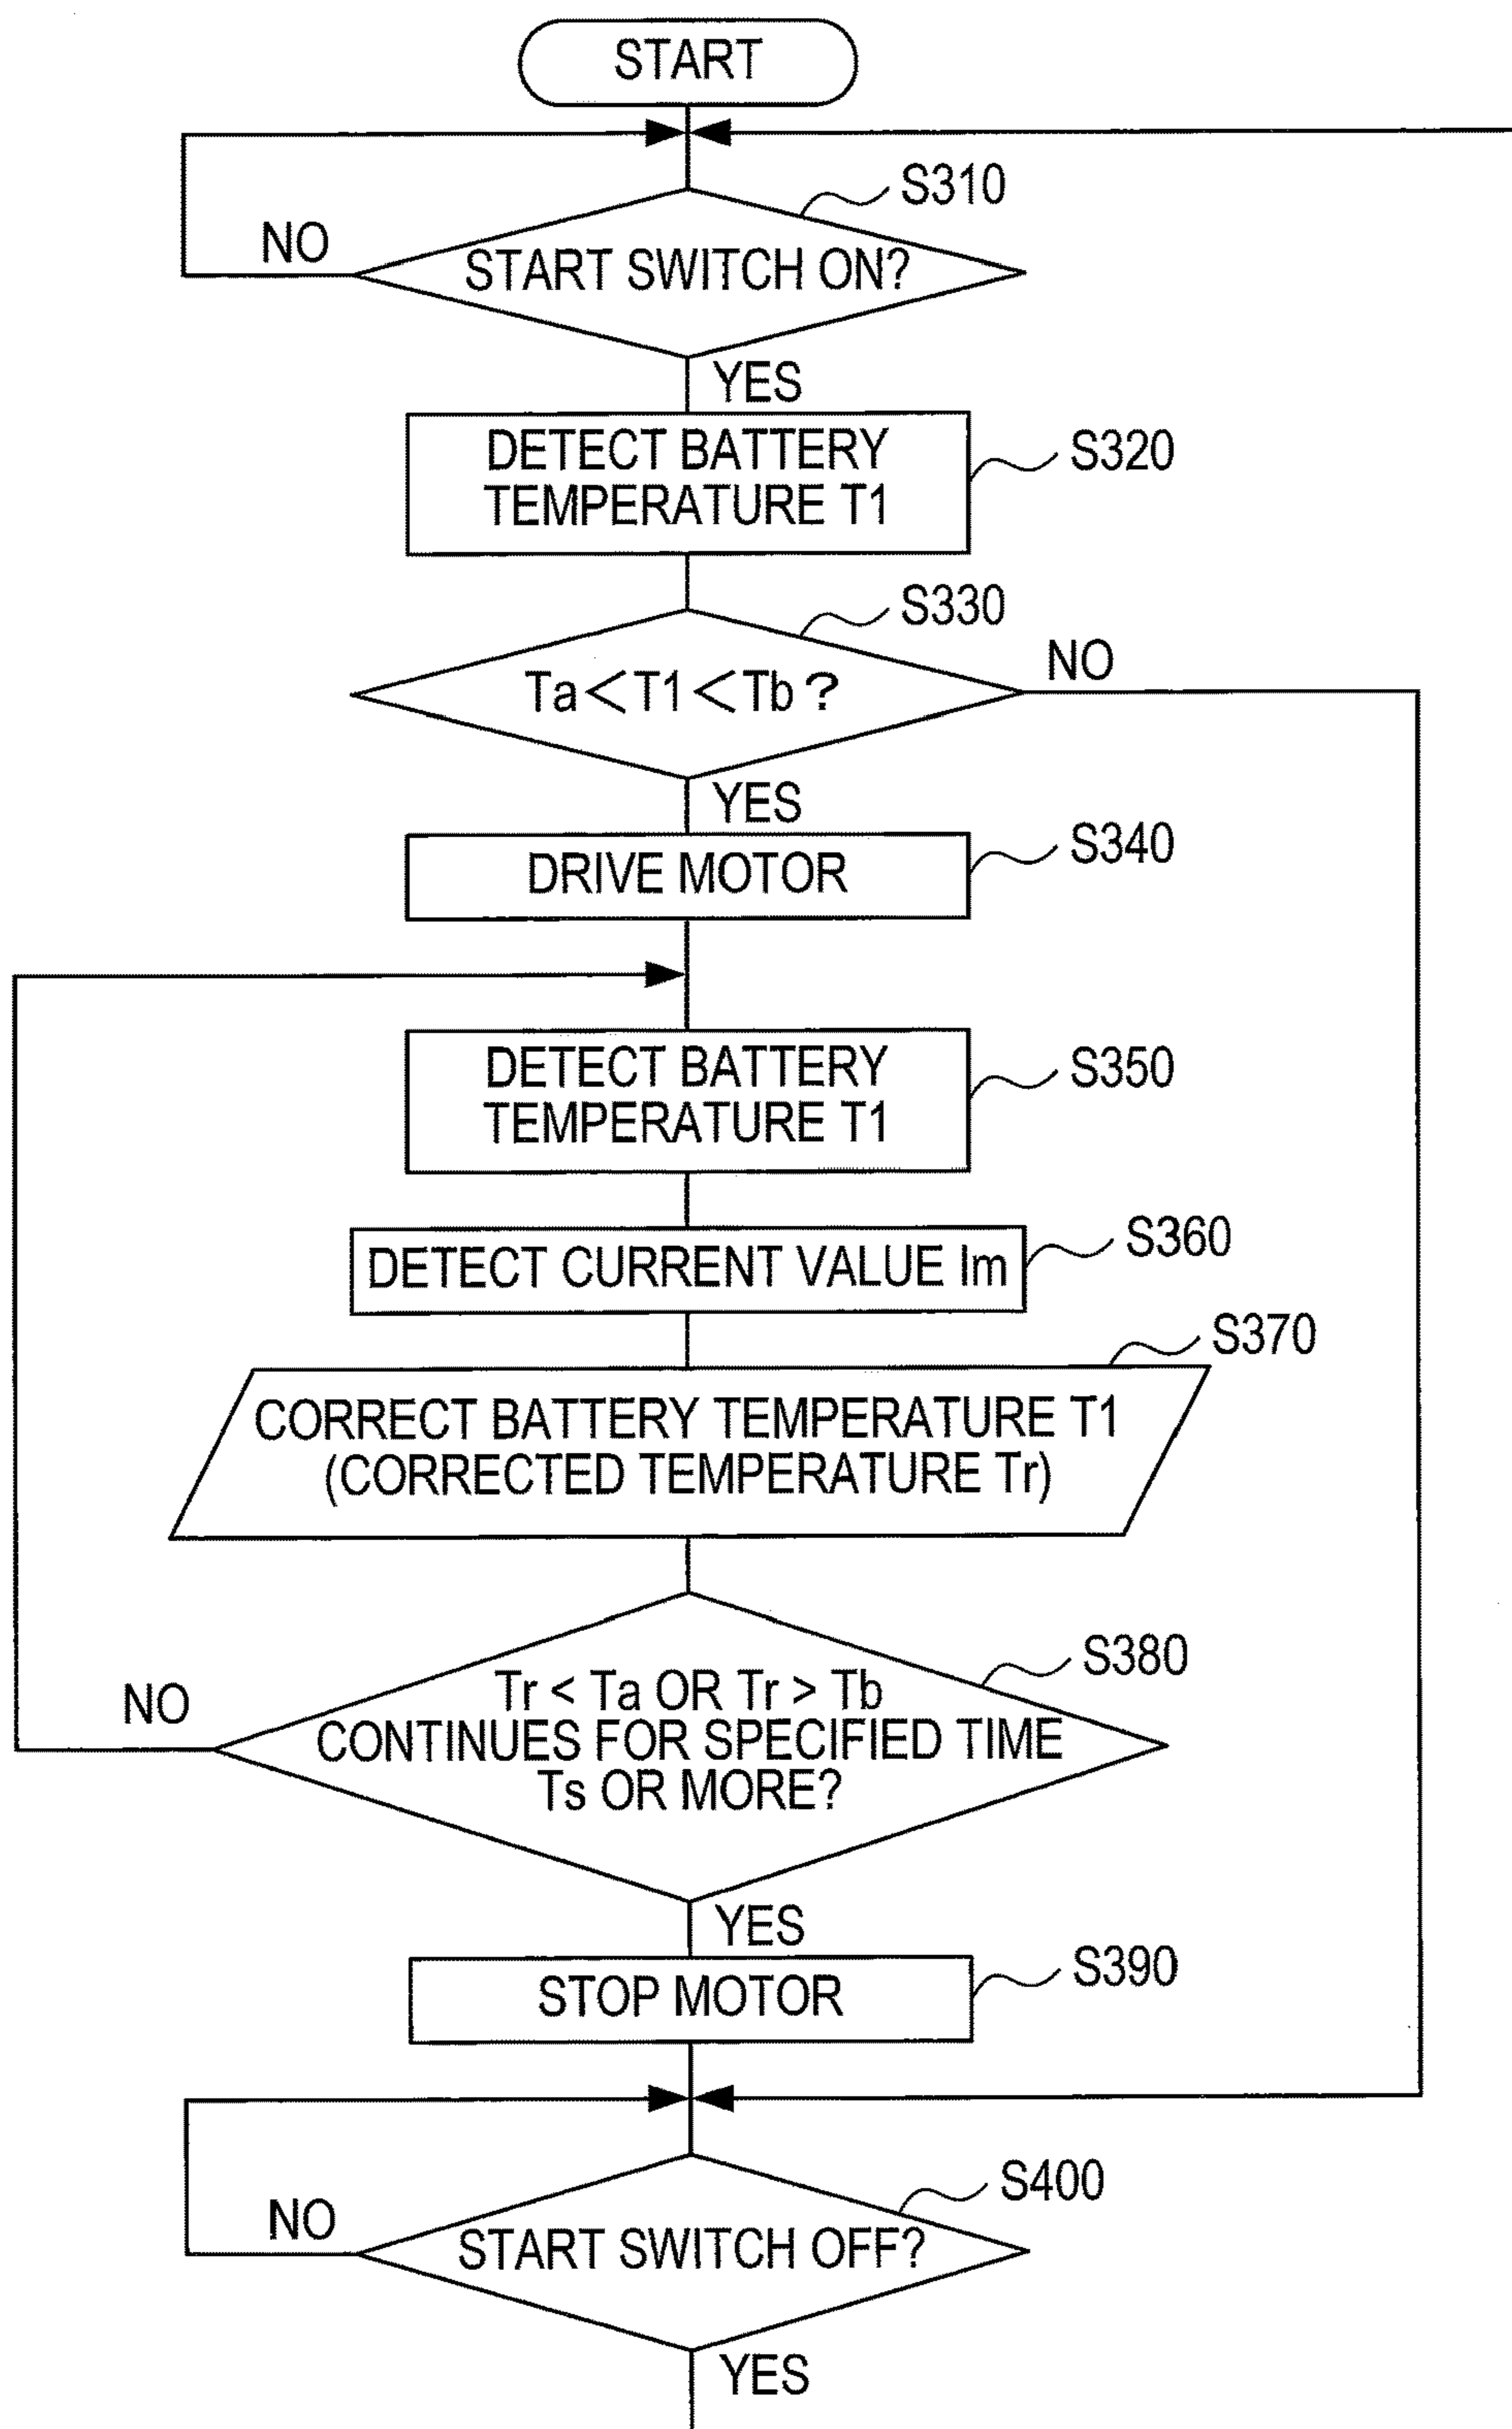 START
S310
NO
START SWITCH ON?
YES
DETECT BATTERY
TEMPERATURE T1
S320
S330
NO
Ta<T1<Tb?
YES
S340
DRIVE MOTOR
DETECT BATTERY
TEMPERATURE T1
S350
S360
DETECT CURRENT VALUE Im
S370
CORRECT BATTERY TEMPERATURE T1
(CORRECTED TEMPERATURE Tr)
S380
NO
Tr < Ta OR Tr > Tb
CONTINUES FOR SPECIFIED TIME
Ts OR MORE?
YES
S390
STOP MOTOR
S400
NO
START SWITCH OFF?
YES